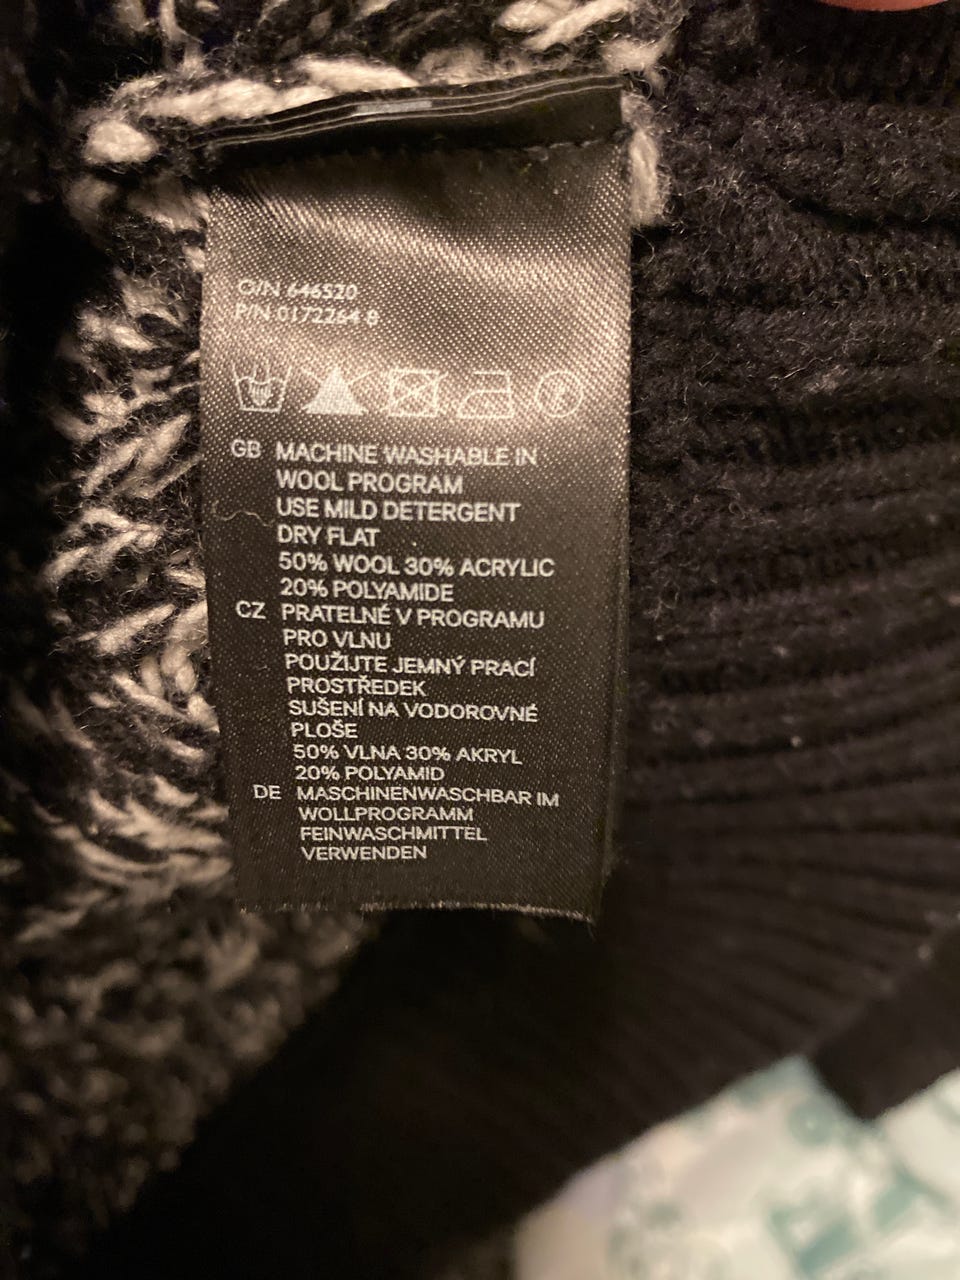 O/N 646520
P/N 0172264 8
GB MACHINE WASHABLE IN
WOOL PROGRAM
USE MILD DETERGENT
DRY FLAT
50% WOOL 30% ACRYLIC
20% POLYAMIDE
CZ PRATELNÉ V PROGRAMU
PRO VLNU
POUŽIJTE JEMNÝ PRACÍ
PROSTŘEDEK
SUŠENÍ NA VODOROVNÉ
PLOŠE
50% VLNA 30% AKRYL
20% POLYAMID
DE MASCHINENWASCHBAR IM
WOLLPROGRAMM
FEINWASCHMITTEL
VERWENDEN